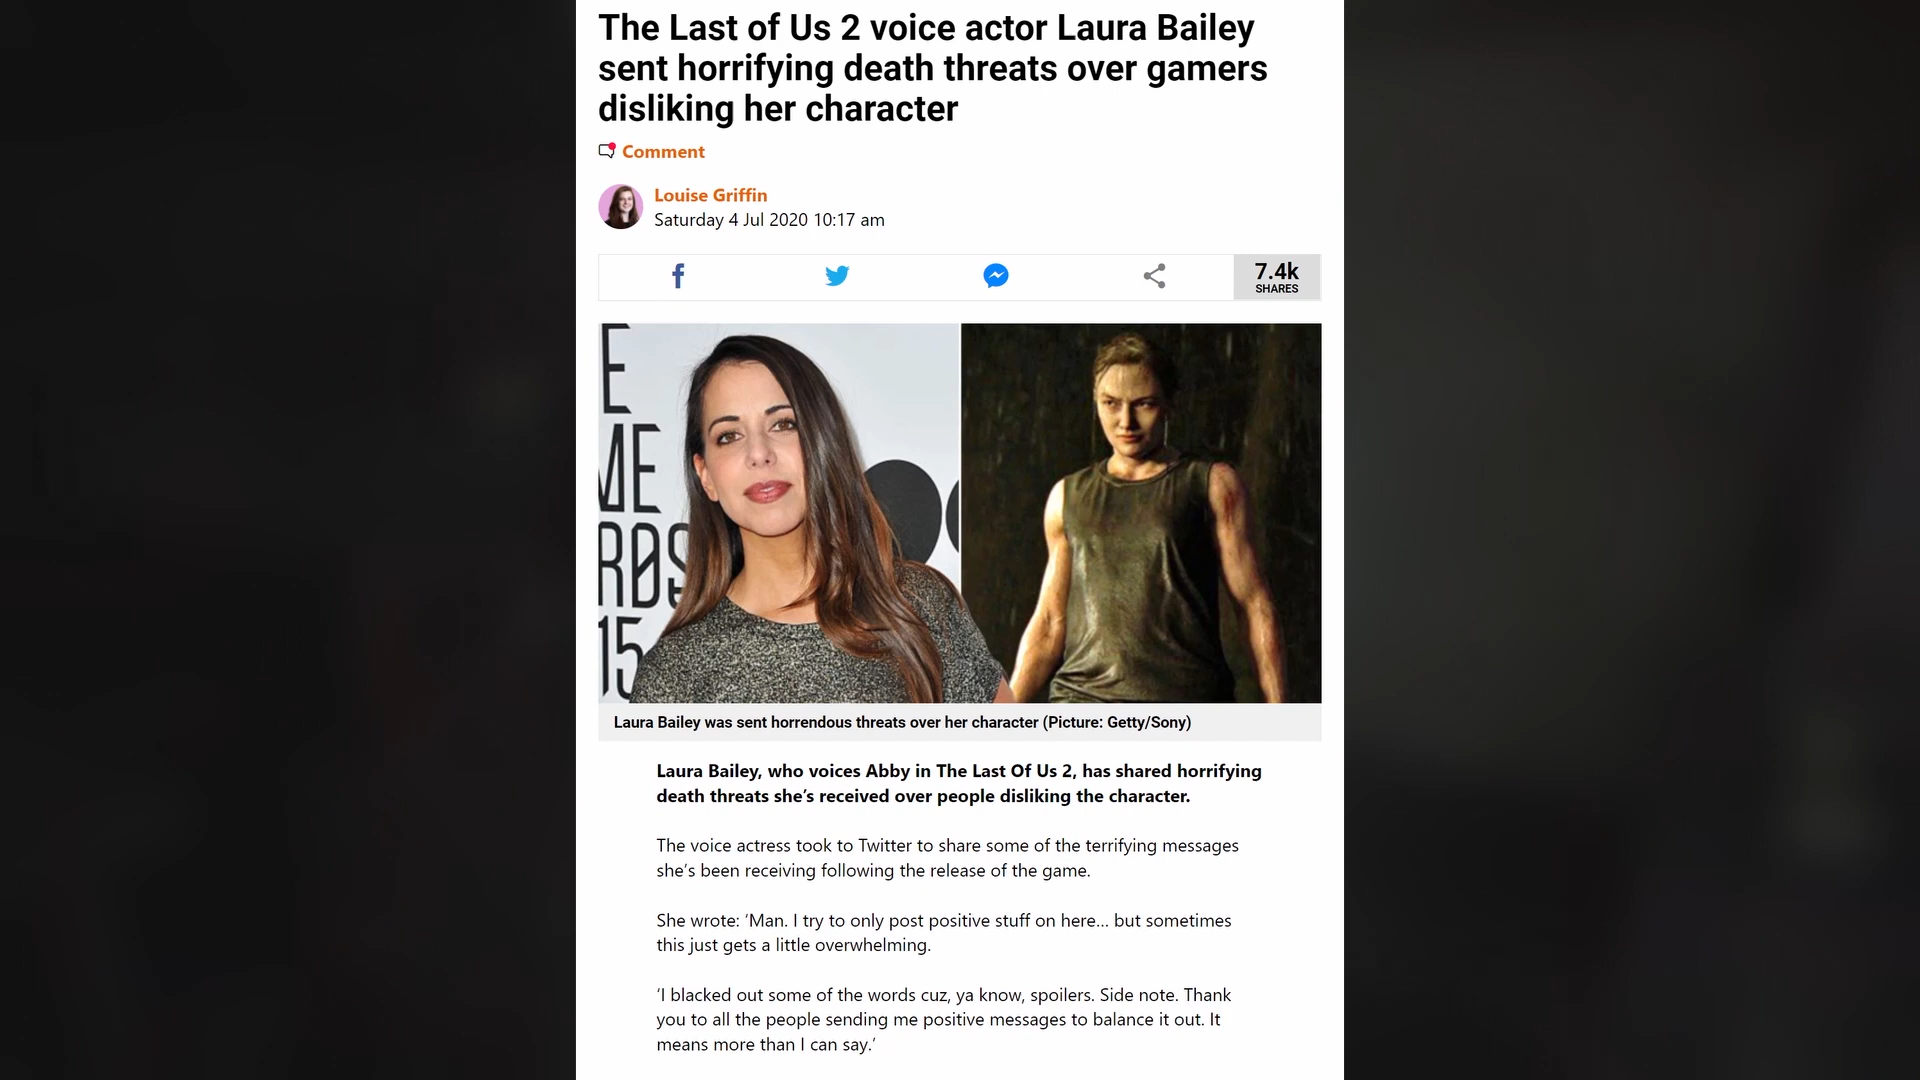 The Last of Us 2 voice actor Laura Bailey
sent horrifying death threats over gamers
disliking her character
Comment
Louise Griffin
Saturday 4 Jul 2020 10:17 am
7.4k
SHARES
E
ME
RDS
15
Laura Bailey was sent horrendous threats over her character (Picture: Getty/Sony)
Laura Bailey, who voices Abby in The Last Of Us 2, has shared horrifying
death threats she’s received over people disliking the character.
The voice actress took to Twitter to share some of the terrifying messages
she’s been receiving following the release of the game.
She wrote: ‘Man. I try to only post positive stuff on here… but sometimes
this just gets a little overwhelming.
‘I blacked out some of the words cuz, ya know, spoilers. Side note. Thank
you to all the people sending me positive messages to balance it out. It
means more than I can say.’